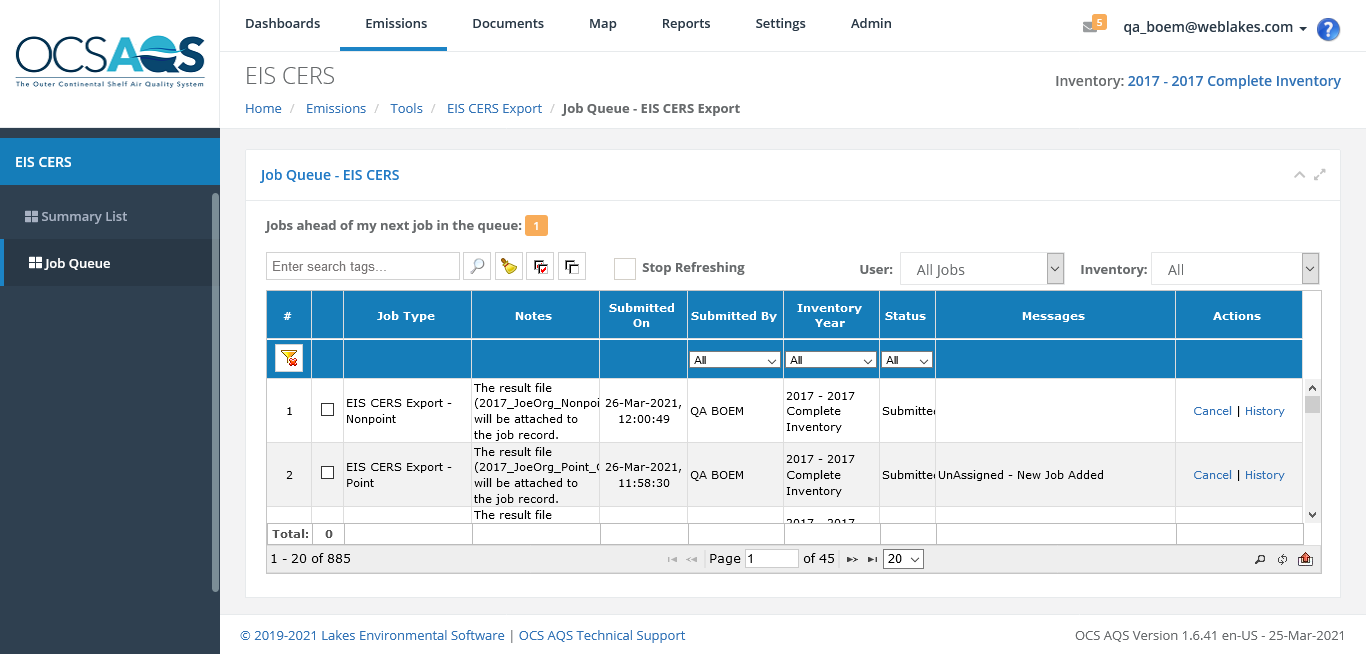 OCSAQS
The Outer Continental Shelf Air Quality System
Dashboards Emissions Documents Map Reports Settings Admin
5 qa_boem@weblakes.com ?
EIS CERS
Inventory: 2017 - 2017 Complete Inventory
Home / Emissions / Tools / EIS CERS Export / Job Queue - EIS CERS Export
EIS CERS
Summary List
Job Queue
Job Queue - EIS CERS
Jobs ahead of my next job in the queue: 1
Enter search tags... Stop Refreshing User: All Jobs Inventory: All
# Job Type Notes Submitted On Submitted By Inventory Year Status Messages Actions
All All All
1 EIS CERS Export - Nonpoint
The result file
(2017_JoeOrg_Nonpoi
will be attached to
the job record.
26-Mar-2021,
12:00:49
QA BOEM
2017 - 2017
Complete
Inventory
Submitte
Cancel | History
2 EIS CERS Export - Point
The result file
(2017_JoeOrg_Point_
will be attached to
the job record.
26-Mar-2021,
11:58:30
QA BOEM
2017 - 2017
Complete
Inventory
Submitte
UnAssigned - New Job Added
Cancel | History
The result file
2017 - 2017
Total: 0
1 - 20 of 885 Page 1 of 45 20
© 2019-2021 Lakes Environmental Software | OCS AQS Technical Support
OCS AQS Version 1.6.41 en-US - 25-Mar-2021